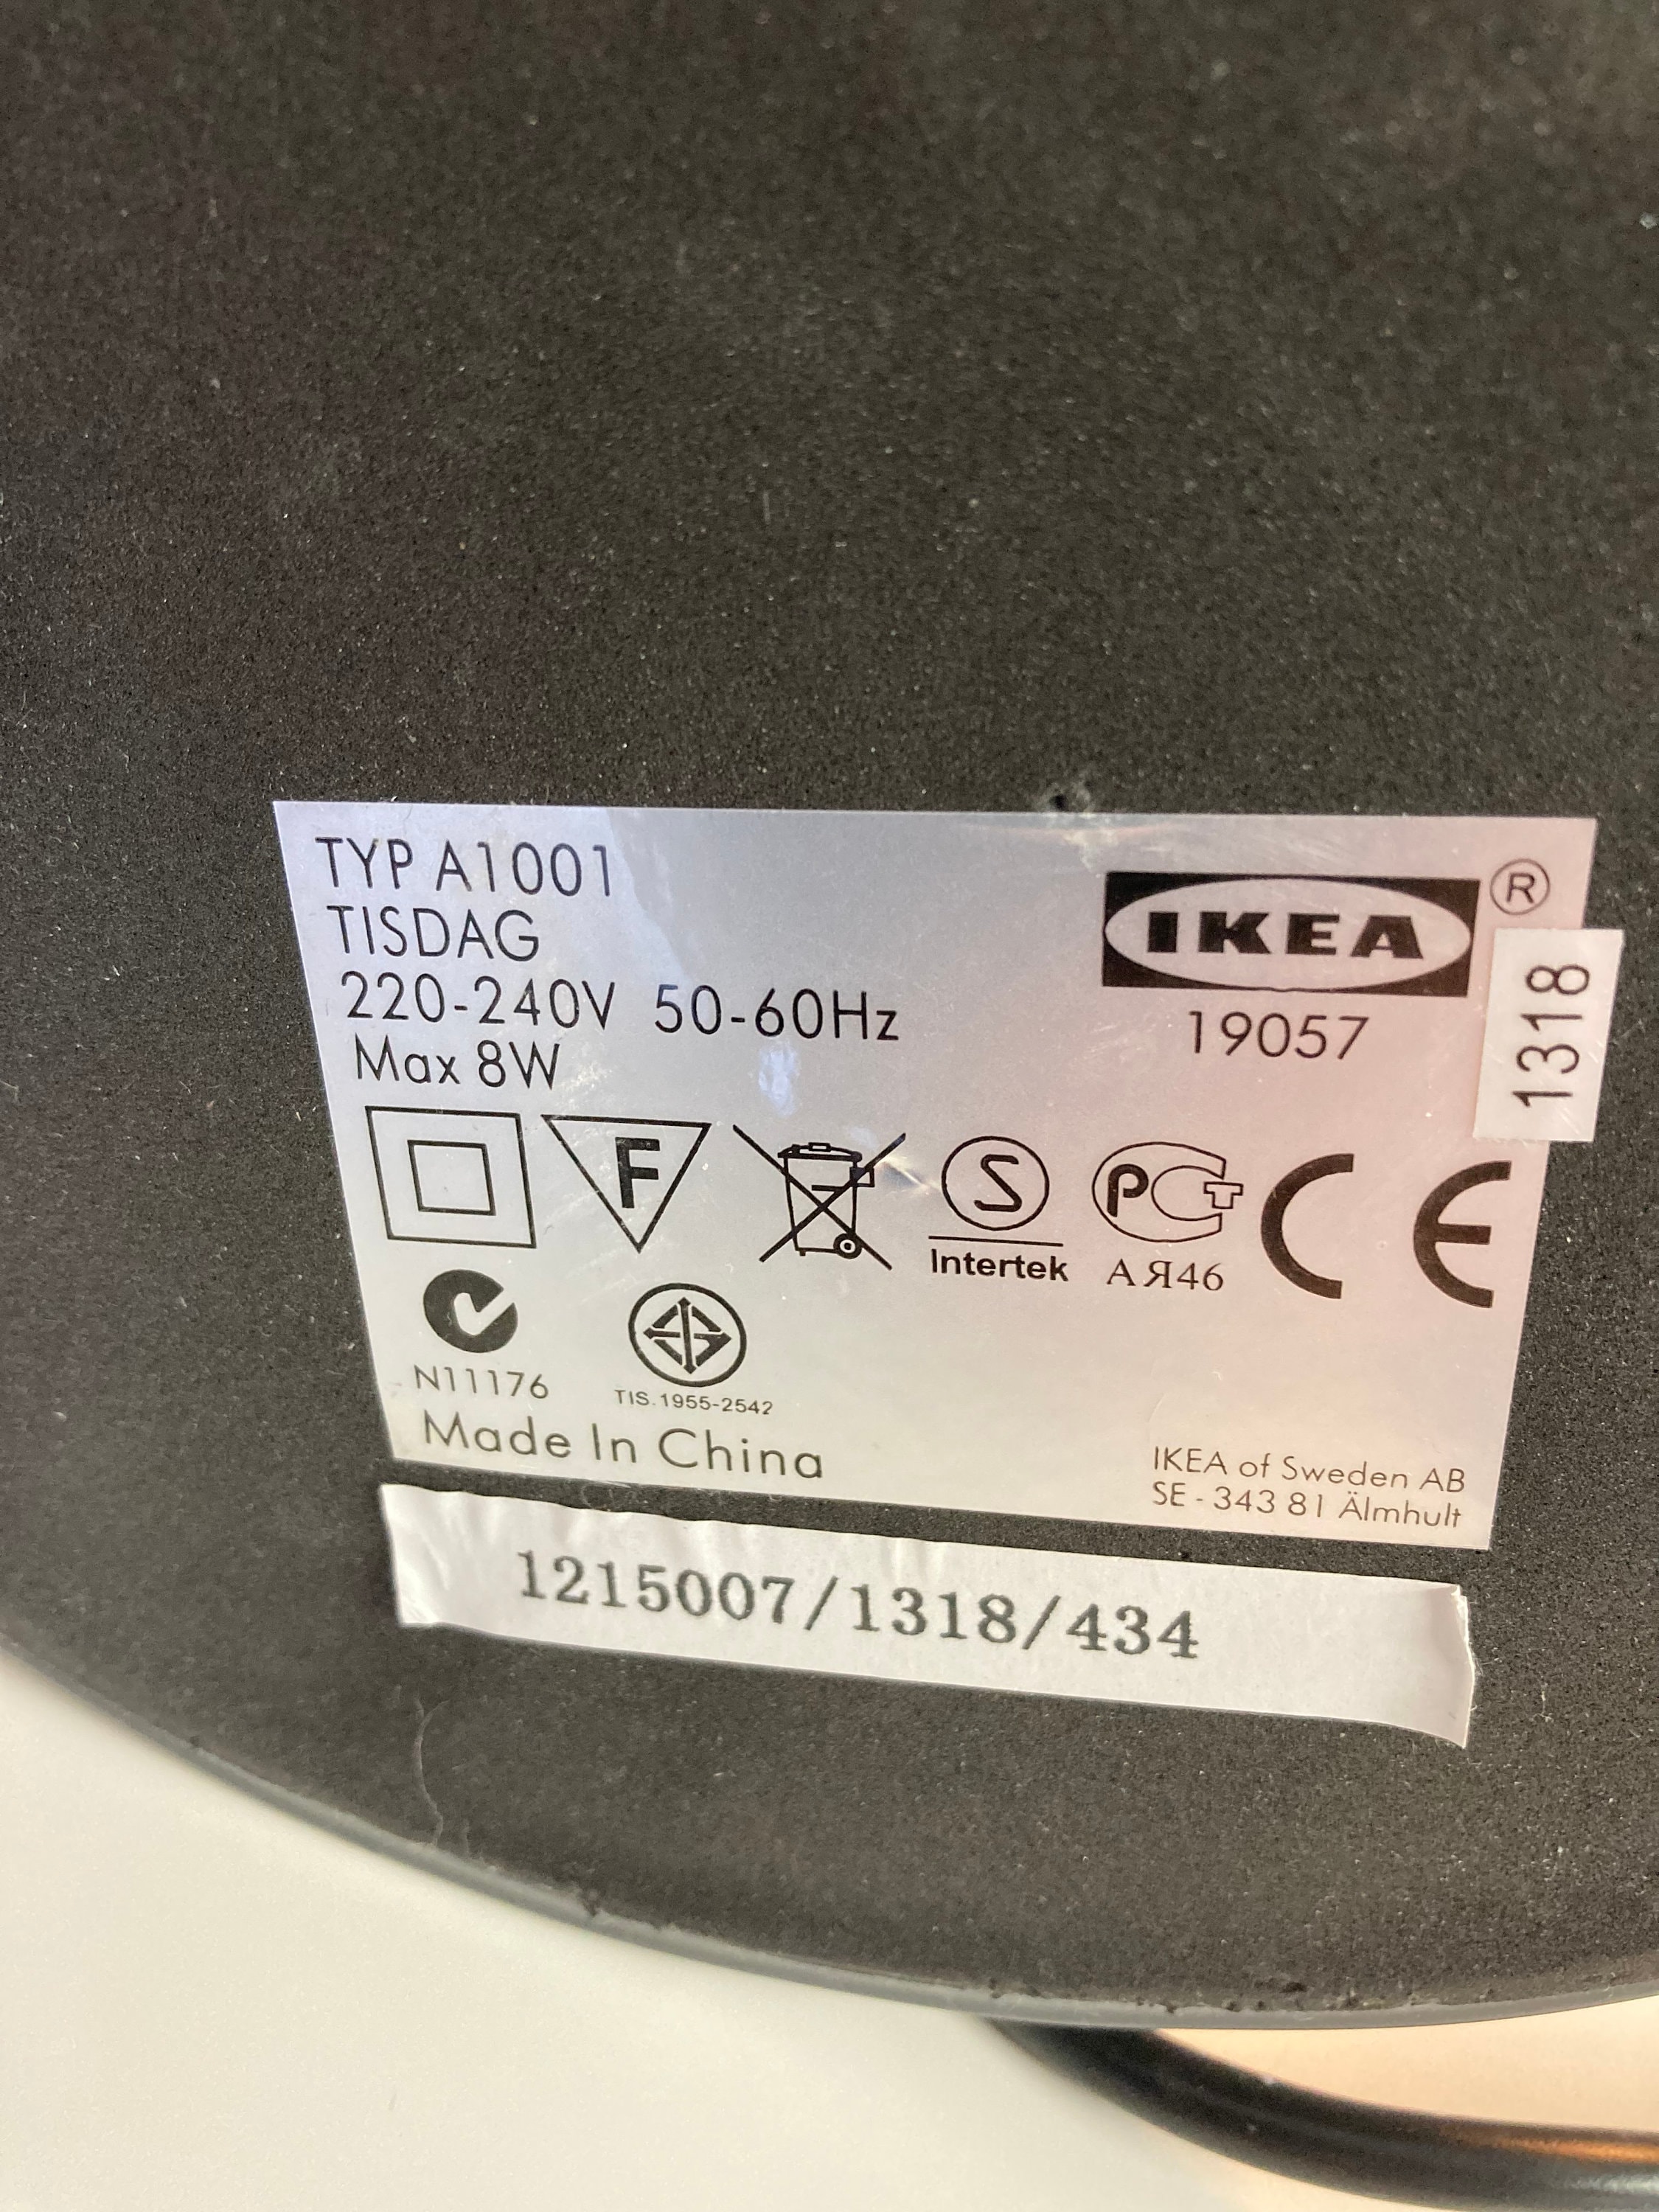 TYP A1001
TISDAG
220-240V 50-60Hz
Max 8W
IKEA ®
19057
1318
F
S
Intertek
РСТ
АЯ46
CE
N11176
TIS.1955-2542
Made In China
IKEA of Sweden AB
SE - 343 81 Älmhult
1215007/1318/434